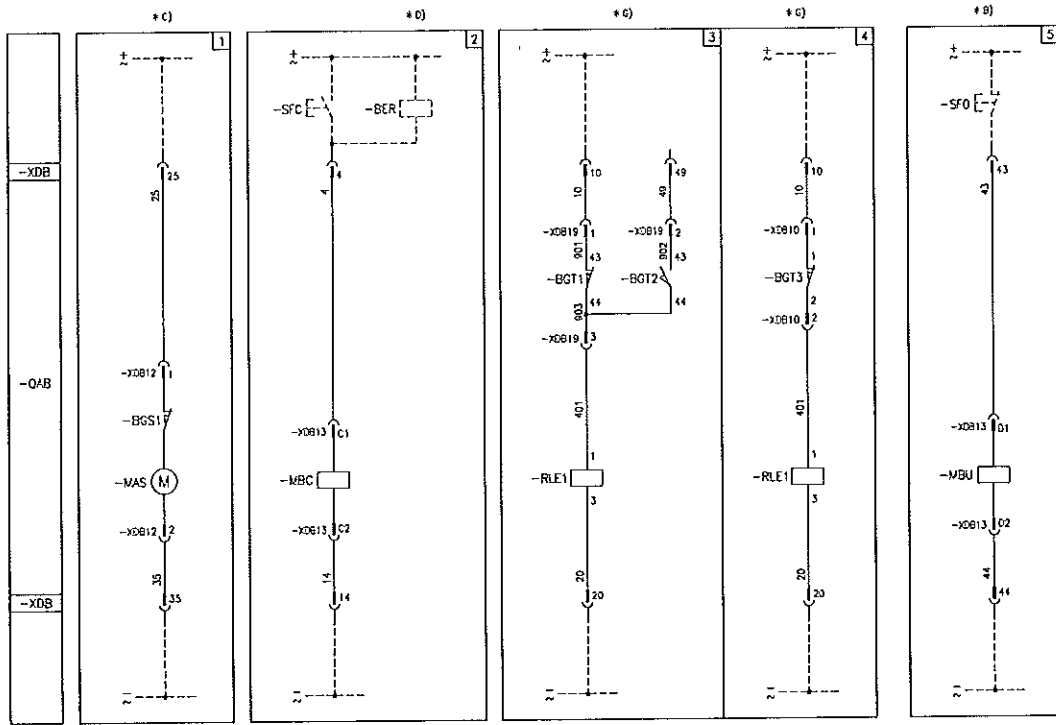 * C)
* D)
* G)
* G)
* B)
-XDB
-QAB
-XDB
1
+
~
25
25
-XDB12
1
-BGS1
-MAS
M
-XDB12
2
35
35
-
~
2
+
~
-SFC
-BER
4
4
-XDB13
C1
-MBC
-XDB13
C2
14
14
-
~
3
+
~
10
49
10
49
-XDB19
1
-XDB19
2
901
43
902
43
-BGT1
-BGT2
44
44
903
-XDB19
3
401
1
-RLE1
3
20
20
-
~
4
+
~
10
10
-XDB10
1
1
-BGT3
2
-XDB10
2
401
1
-RLE1
3
20
20
-
~
5
+
~
-SFO
43
43
-XDB13
D1
-MBU
-XDB13
D2
44
44
-
~